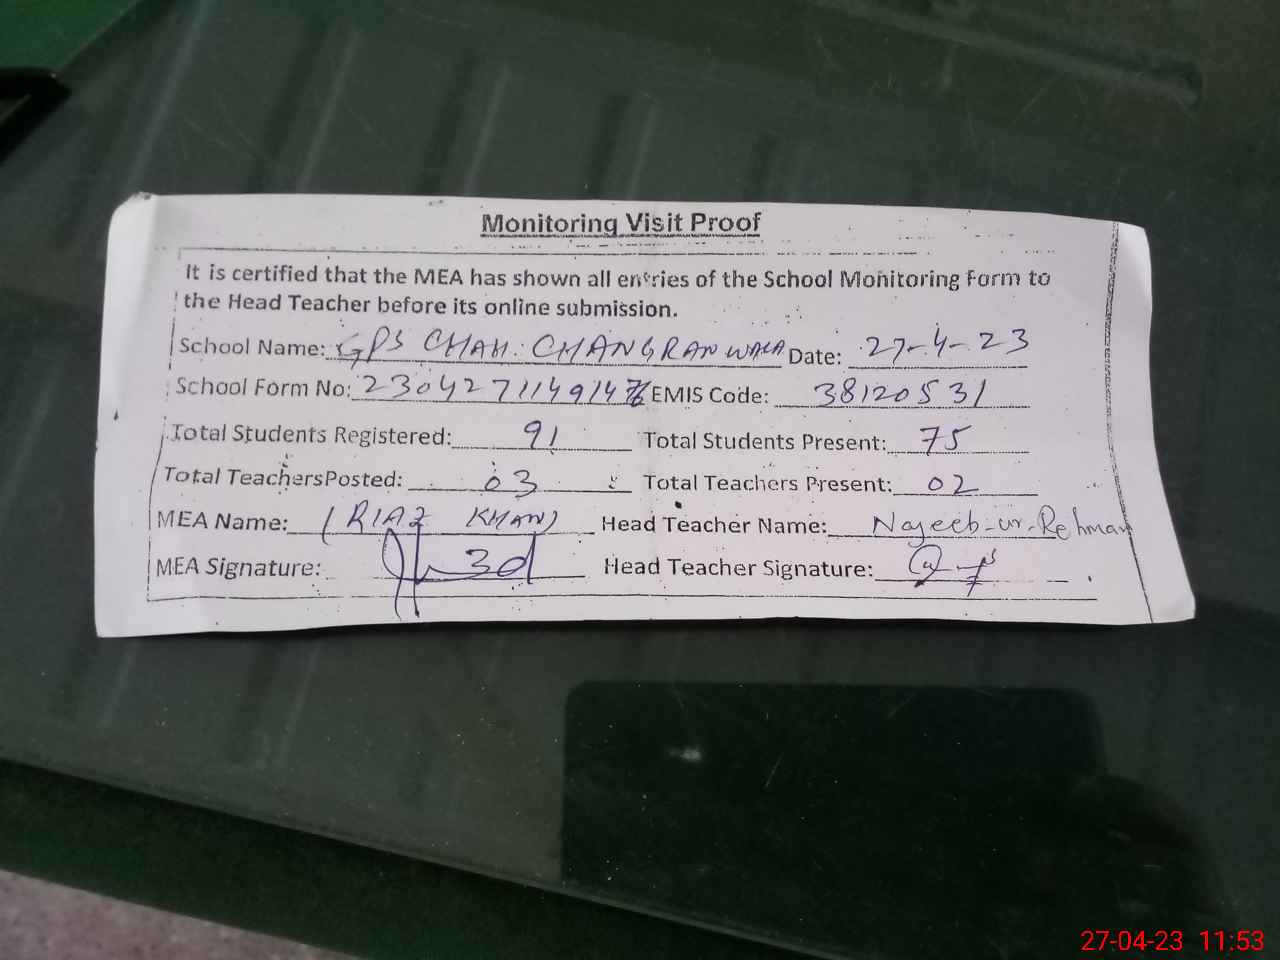 Monitoring Visit Proof
It is certified that the MEA has shown all entries of the School Monitoring Form to
the Head Teacher before its online submission.
School Name: GPS CHAH CHANGRAN WALA Date: 27-4-23
School Form No: EMIS Code: 38120531
Total Students Registered: 91 Total Students Present: 75
Total TeachersPosted: 03 Total Teachers Present: 02
MEA Name: (RIAZ KHAN) Head Teacher Name: Najeeb-ur-Rehman
MEA Signature: Head Teacher Signature:
27-04-23 11:53